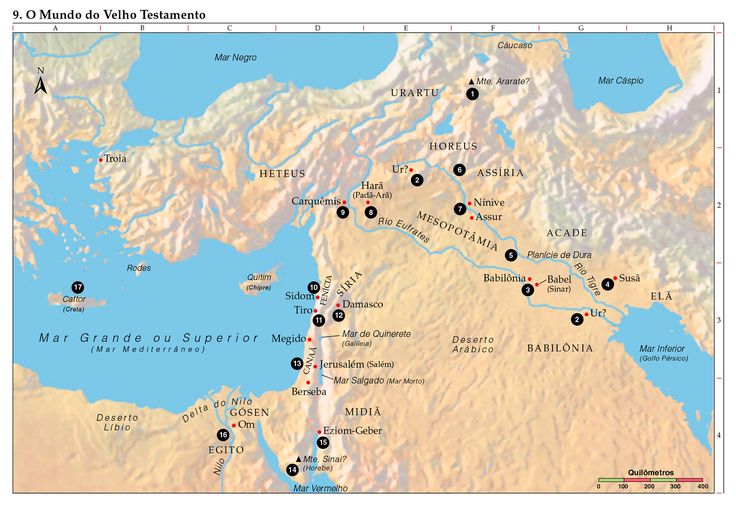 9. O Mundo do Velho Testamento
A B C D E F G H
N
Mar Negro
Cáucaso
Mte. Ararate?
1
Mar Cáspio
1
URARTU
Troia
HETEUS
HOREUS
Ur?
2
6
ASSÍRIA
Harã
(Padã-Arã)
Carquêmis
9
8
7
Nínive
Assur
2
Rio Eufrates
MESOPOTÂMIA
ACADE
5
Planície de Dura
Rio Tigre
17
Caftor
(Creta)
Rodes
Quitim
(Chipre)
10
Sidom
FENÍCIA
SÍRIA
Tiro
11
Damasco
12
Babilônia
3
Babel
(Sinar)
4
Susã
ELÃ
2
Ur?
3
Mar Grande ou Superior
(Mar Mediterrâneo)
Megido
Mar de Quinerete
(Galileia)
Deserto
Arábico
BABILÔNIA
Mar Inferior
(Golfo Pérsico)
13
CANAÃ
Jerusalém (Salém)
Mar Salgado (Mar Morto)
Berseba
Deserto
Líbio
Delta do Nilo
GÓSEN
Om
16
EGITO
Nilo
MIDIÃ
Eziom-Geber
15
4
14
Mte. Sinai?
(Horebe)
Mar Vermelho
Quilômetros
0 100 200 300 400